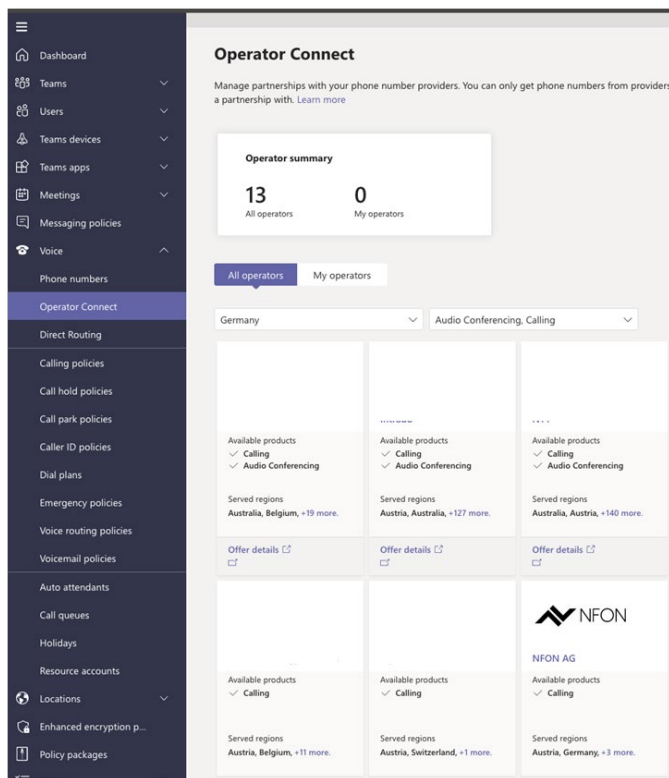 Dashboard
Teams
Users
Teams devices
Teams apps
Meetings
Messaging policies
Voice
Phone numbers
Operator Connect
Direct Routing
Calling policies
Call hold policies
Call park policies
Caller ID policies
Dial plans
Emergency policies
Voice routing policies
Voicemail policies
Auto attendants
Call queues
Holidays
Resource accounts
Locations
Enhanced encryption p...
Policy packages
Operator Connect
Manage partnerships with your phone number providers. You can only get phone numbers from providers
a partnership with. Learn more
Operator summary
13 0
All operators My operators
All operators My operators
Germany Audio Conferencing, Calling
Available products Available products Available products
Calling Calling Calling
Audio Conferencing Audio Conferencing Audio Conferencing
Served regions Served regions Served regions
Australia, Belgium, +19 more. Austria, Australia, +127 more. Australia, Austria, +140 more.
Offer details Offer details Offer details
NFON
NFON AG
Available products Available products Available products
Calling Calling Calling
Served regions Served regions Served regions
Austria, Belgium, +11 more. Austria, Switzerland, +1 more. Austria, Germany, +3 more.